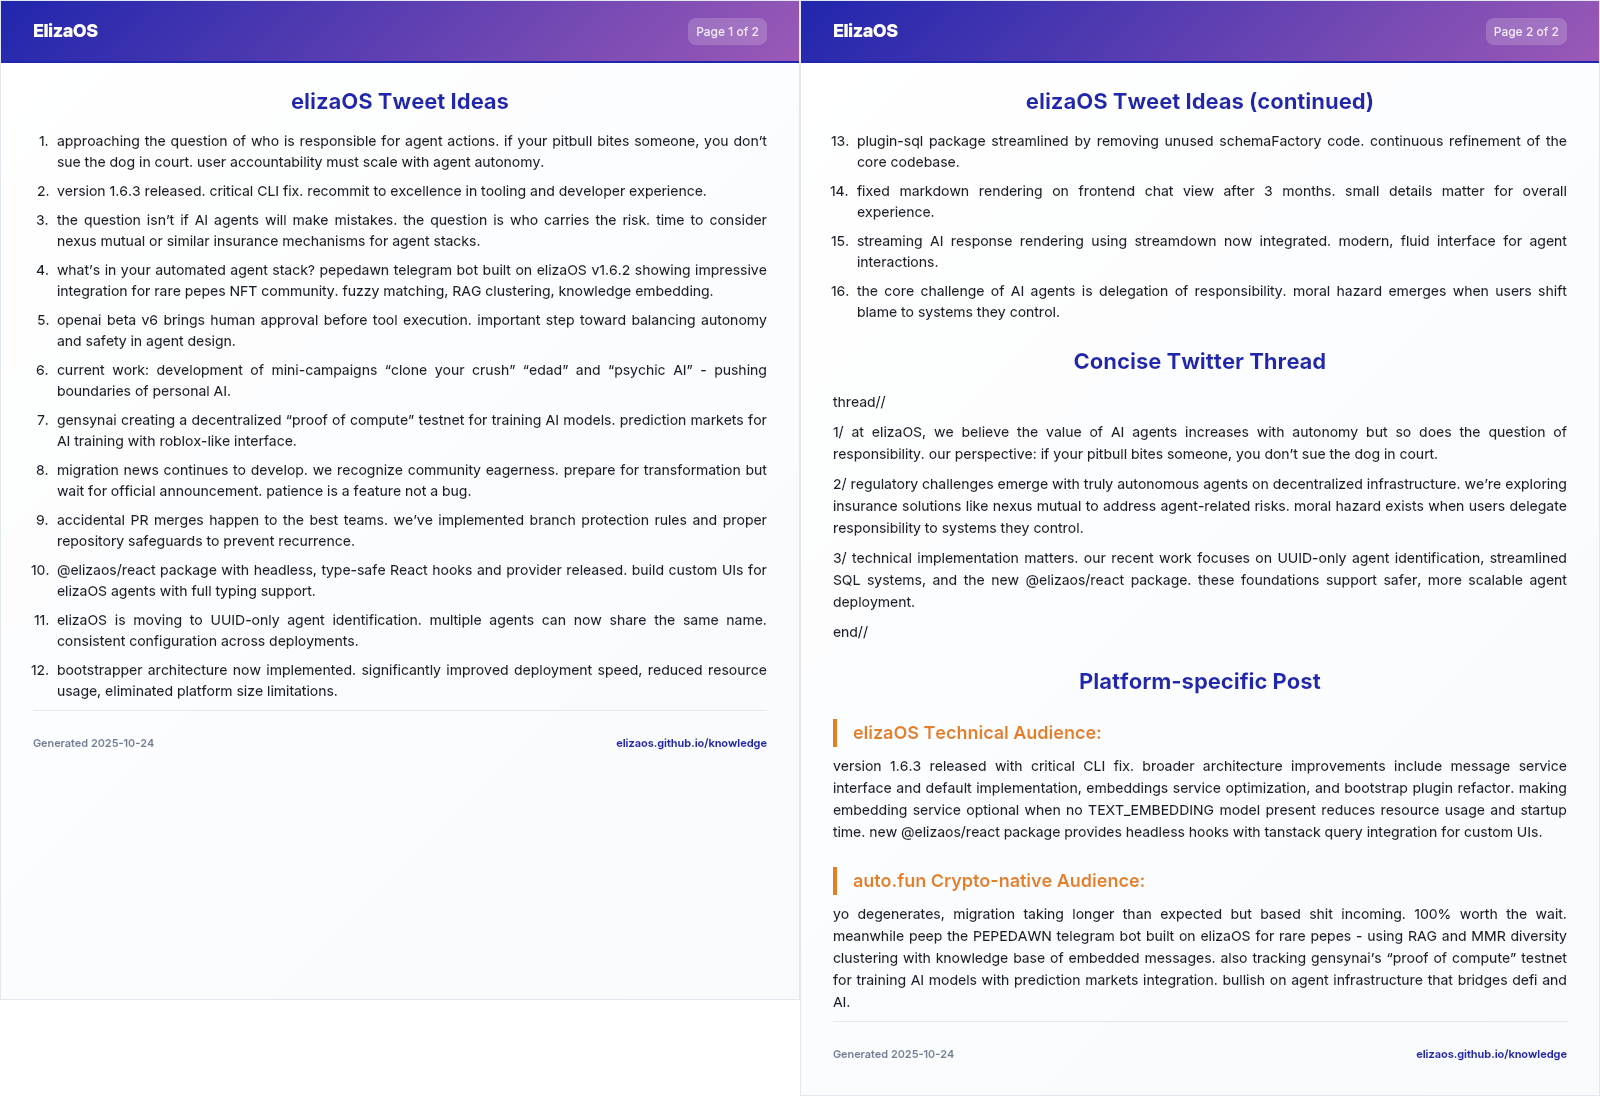 ElizaOS
Page 1 of 2
elizaOS Tweet Ideas
1. approaching the question of who is responsible for agent actions. if your pitbull bites someone, you don’t
sue the dog in court. user accountability must scale with agent autonomy.
2. version 1.6.3 released. critical CLI fix. recommit to excellence in tooling and developer experience.
3. the question isn’t if AI agents will make mistakes. the question is who carries the risk. time to consider
nexus mutual or similar insurance mechanisms for agent stacks.
4. what’s in your automated agent stack? pepedawn telegram bot built on elizaOS v1.6.2 showing impressive
integration for rare pepes NFT community. fuzzy matching, RAG clustering, knowledge embedding.
5. openai beta v6 brings human approval before tool execution. important step toward balancing autonomy
and safety in agent design.
6. current work: development of mini-campaigns “clone your crush” “edad” and “psychic AI” - pushing
boundaries of personal AI.
7. gensynai creating a decentralized “proof of compute” testnet for training AI models. prediction markets for
AI training with roblox-like interface.
8. migration news continues to develop. we recognize community eagerness. prepare for transformation but
wait for official announcement. patience is a feature not a bug.
9. accidental PR merges happen to the best teams. we’ve implemented branch protection rules and proper
repository safeguards to prevent recurrence.
10. @elizaos/react package with headless, type-safe React hooks and provider released. build custom UIs for
elizaOS agents with full typing support.
11. elizaOS is moving to UUID-only agent identification. multiple agents can now share the same name.
consistent configuration across deployments.
12. bootstrapper architecture now implemented. significantly improved deployment speed, reduced resource
usage, eliminated platform size limitations.
Generated 2025-10-24
elizaos.github.io/knowledge
ElizaOS
Page 2 of 2
elizaOS Tweet Ideas (continued)
13. plugin-sql package streamlined by removing unused schemaFactory code. continuous refinement of the
core codebase.
14. fixed markdown rendering on frontend chat view after 3 months. small details matter for overall
experience.
15. streaming AI response rendering using streamdown now integrated. modern, fluid interface for agent
interactions.
16. the core challenge of AI agents is delegation of responsibility. moral hazard emerges when users shift
blame to systems they control.
Concise Twitter Thread
thread//
1/ at elizaOS, we believe the value of AI agents increases with autonomy but so does the question of
responsibility. our perspective: if your pitbull bites someone, you don’t sue the dog in court.
2/ regulatory challenges emerge with truly autonomous agents on decentralized infrastructure. we’re exploring
insurance solutions like nexus mutual to address agent-related risks. moral hazard exists when users delegate
responsibility to systems they control.
3/ technical implementation matters. our recent work focuses on UUID-only agent identification, streamlined
SQL systems, and the new @elizaos/react package. these foundations support safer, more scalable agent
deployment.
end//
Platform-specific Post
elizaOS Technical Audience:
version 1.6.3 released with critical CLI fix. broader architecture improvements include message service
interface and default implementation, embeddings service optimization, and bootstrap plugin refactor. making
embedding service optional when no TEXT_EMBEDDING model present reduces resource usage and startup
time. new @elizaos/react package provides headless hooks with tanstack query integration for custom UIs.
auto.fun Crypto-native Audience:
yo degenerates, migration taking longer than expected but based shit incoming. 100% worth the wait.
meanwhile peep the PEPEDAWN telegram bot built on elizaOS for rare pepes - using RAG and MMR diversity
clustering with knowledge base of embedded messages. also tracking gensynai’s “proof of compute” testnet
for training AI models with prediction markets integration. bullish on agent infrastructure that bridges defi and
AI.
Generated 2025-10-24
elizaos.github.io/knowledge